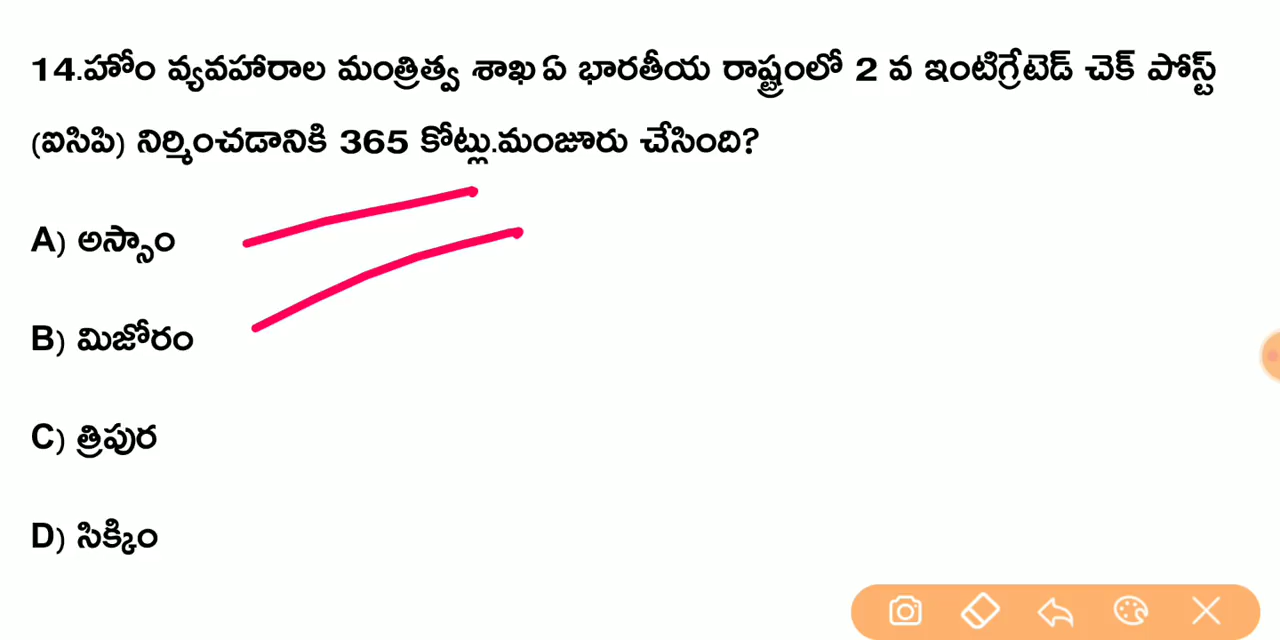 14.హోం వ్యవహారాల మంత్రిత్వ శాఖ ఏ భారతీయ రాష్ట్రంలో 2 వ ఇంటిగ్రేటెడ్ చెక్ పోస్ట్
(ఐసిపి) నిర్మించడానికి 365 కోట్లు.మంజూరు చేసింది?
A) అస్సాం
B) మిజోరం
C) త్రిపుర
D) సిక్కిం